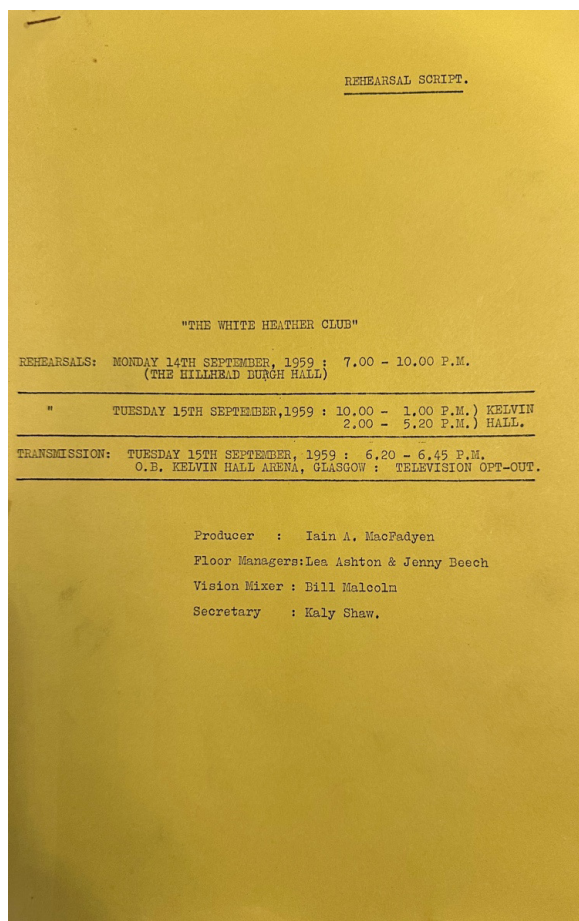 REHEARSAL SCRIPT.
"THE WHITE HEATHER CLUB"
REHEARSALS: MONDAY 14TH SEPTEMBER, 1959 : 7.00 - 10.00 P.M.
(THE HILLHEAD BURGH HALL)
" TUESDAY 15TH SEPTEMBER,1959 : 10.00 - 1.00 P.M.) KELVIN
2.00 - 5.20 P.M.) HALL.
TRANSMISSION: TUESDAY 15TH SEPTEMBER, 1959 : 6.20 - 6.45 P.M.
O.B. KELVIN HALL ARENA, GLASGOW : TELEVISION OPT-OUT.
Producer : Iain A. MacFadyen
Floor Managers:Lea Ashton & Jenny Beech
Vision Mixer : Bill Malcolm
Secretary : Kaly Shaw.